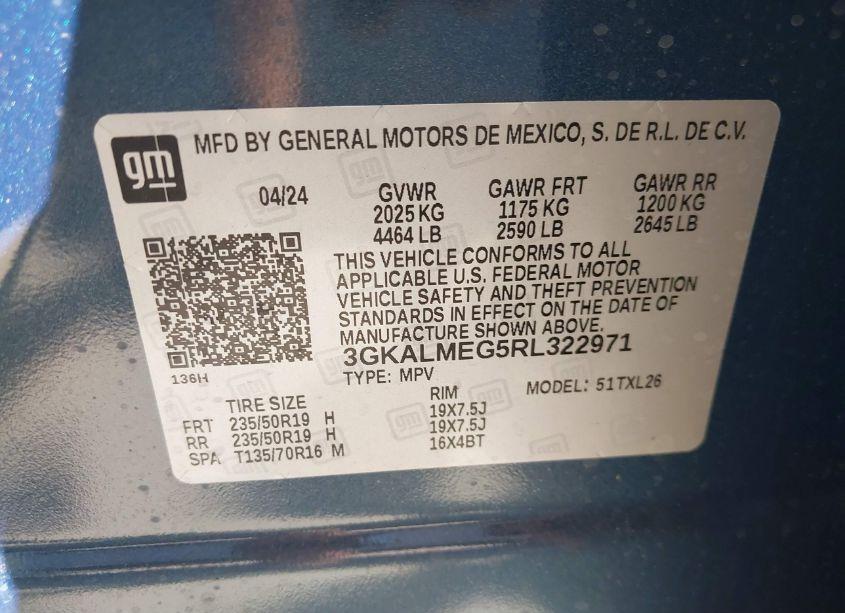 gm
MFD BY GENERAL MOTORS DE MEXICO, S. DE R.L. DE C.V.
04/24 GVWR GAWR FRT GAWR RR
2025 KG 1175 KG 1200 KG
4464 LB 2590 LB 2645 LB
THIS VEHICLE CONFORMS TO ALL
APPLICABLE U.S. FEDERAL MOTOR
VEHICLE SAFETY AND THEFT PREVENTION
STANDARDS IN EFFECT ON THE DATE OF
MANUFACTURE SHOWN ABOVE.
3GKALMEG5RL322971
136H
TYPE: MPV MODEL: 51TXL26
TIRE SIZE RIM
FRT 235/50R19 H 19X7.5J
RR 235/50R19 H 19X7.5J
SPA T135/70R16 M 16X4BT